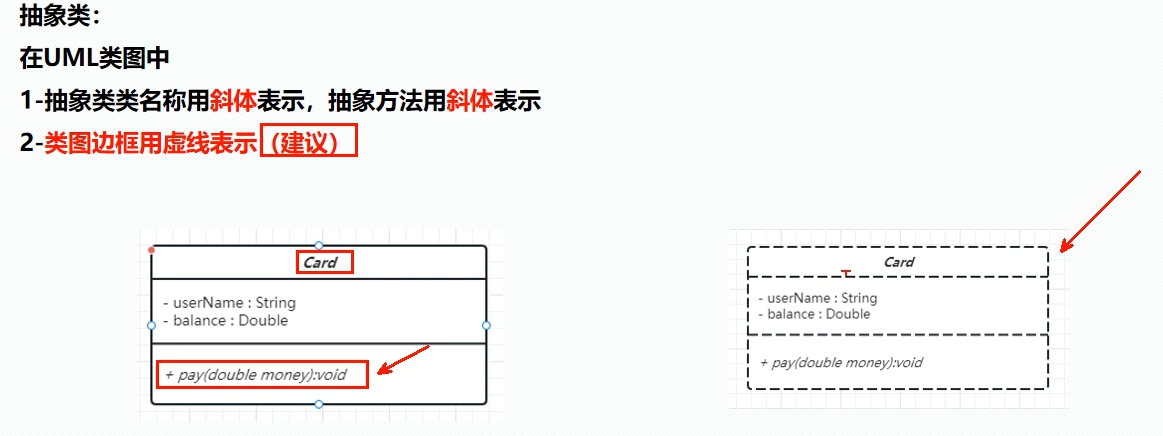 抽象类：
在UML类图中
1-抽象类类名称用斜体表示，抽象方法用斜体表示
2-类图边框用虚线表示（建议）
Card
- userName : String
- balance : Double
+ pay(double money):void
Card
- userName : String
- balance : Double
+ pay(double money):void